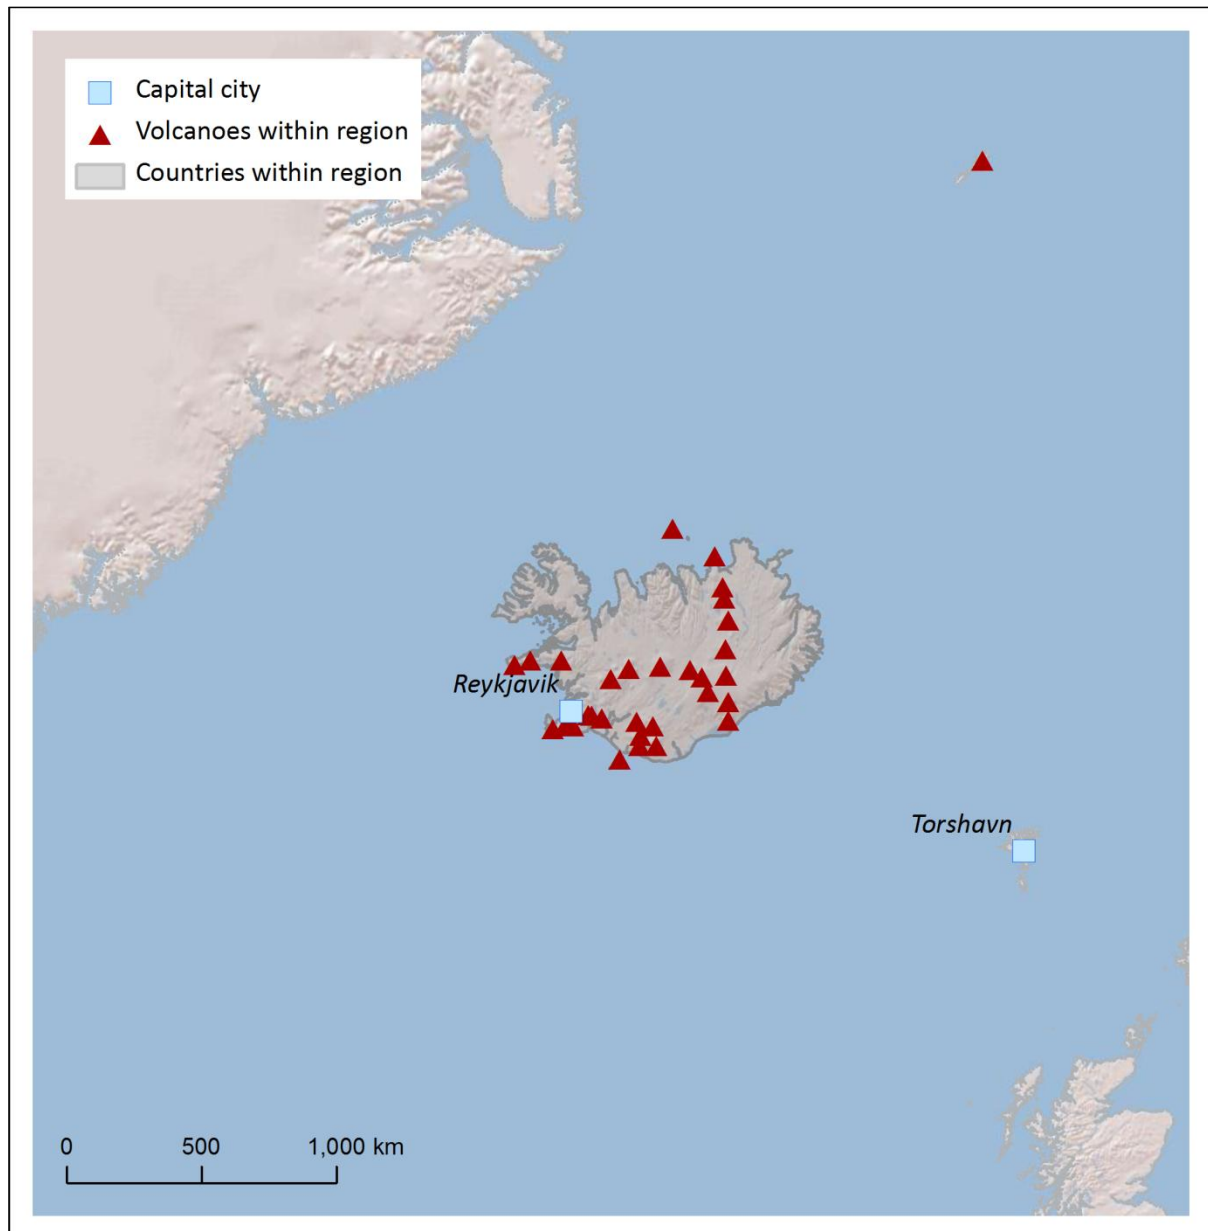 Capital city
Volcanoes within region
Countries within region
Reykjavik
Torshavn
0 500 1,000 km